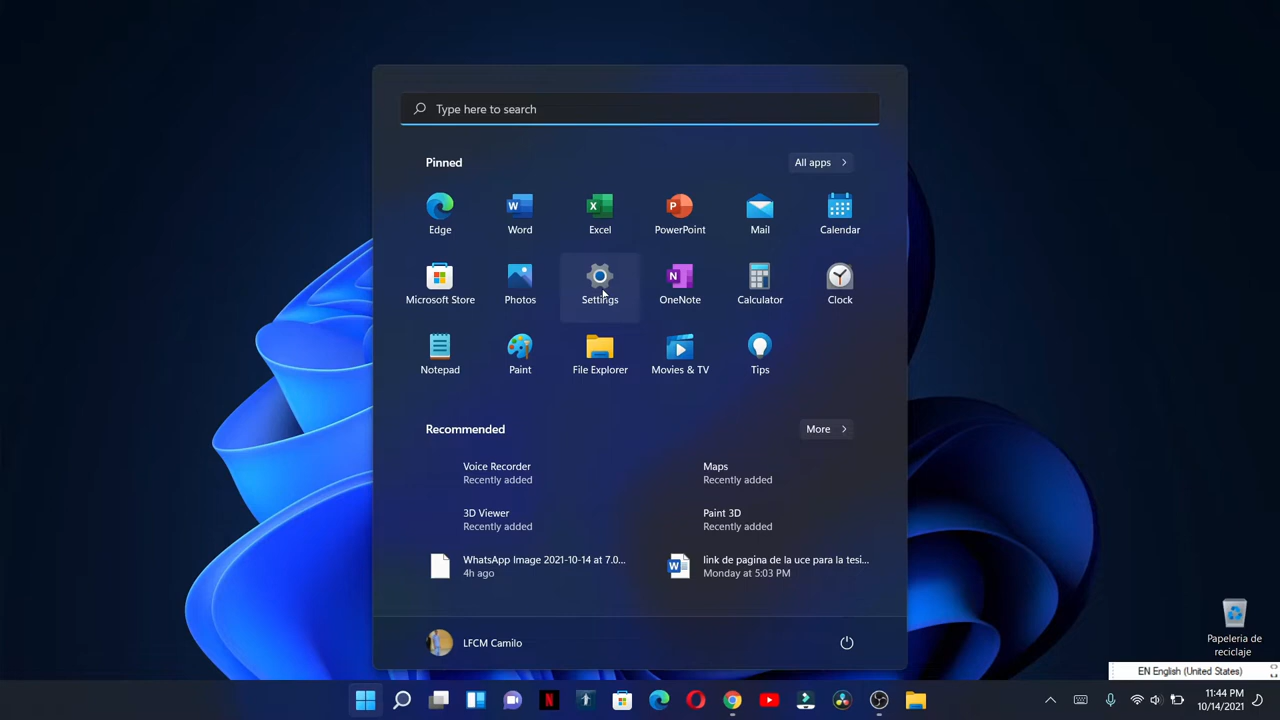 Type here to search
Pinned
All apps
Edge
Word
Excel
PowerPoint
Mail
Calendar
Microsoft Store
Photos
Settings
OneNote
Calculator
Clock
Notepad
Paint
File Explorer
Movies & TV
Tips
Recommended
More
Voice Recorder
Recently added
Maps
Recently added
3D Viewer
Recently added
Paint 3D
Recently added
WhatsApp Image 2021-10-14 at 7.0...
4h ago
link de pagina de la uce para la tesi...
Monday at 5:03 PM
LFCM Camilo
Papeleria de
reciclaje
EN English (United States)
11:44 PM
10/14/2021